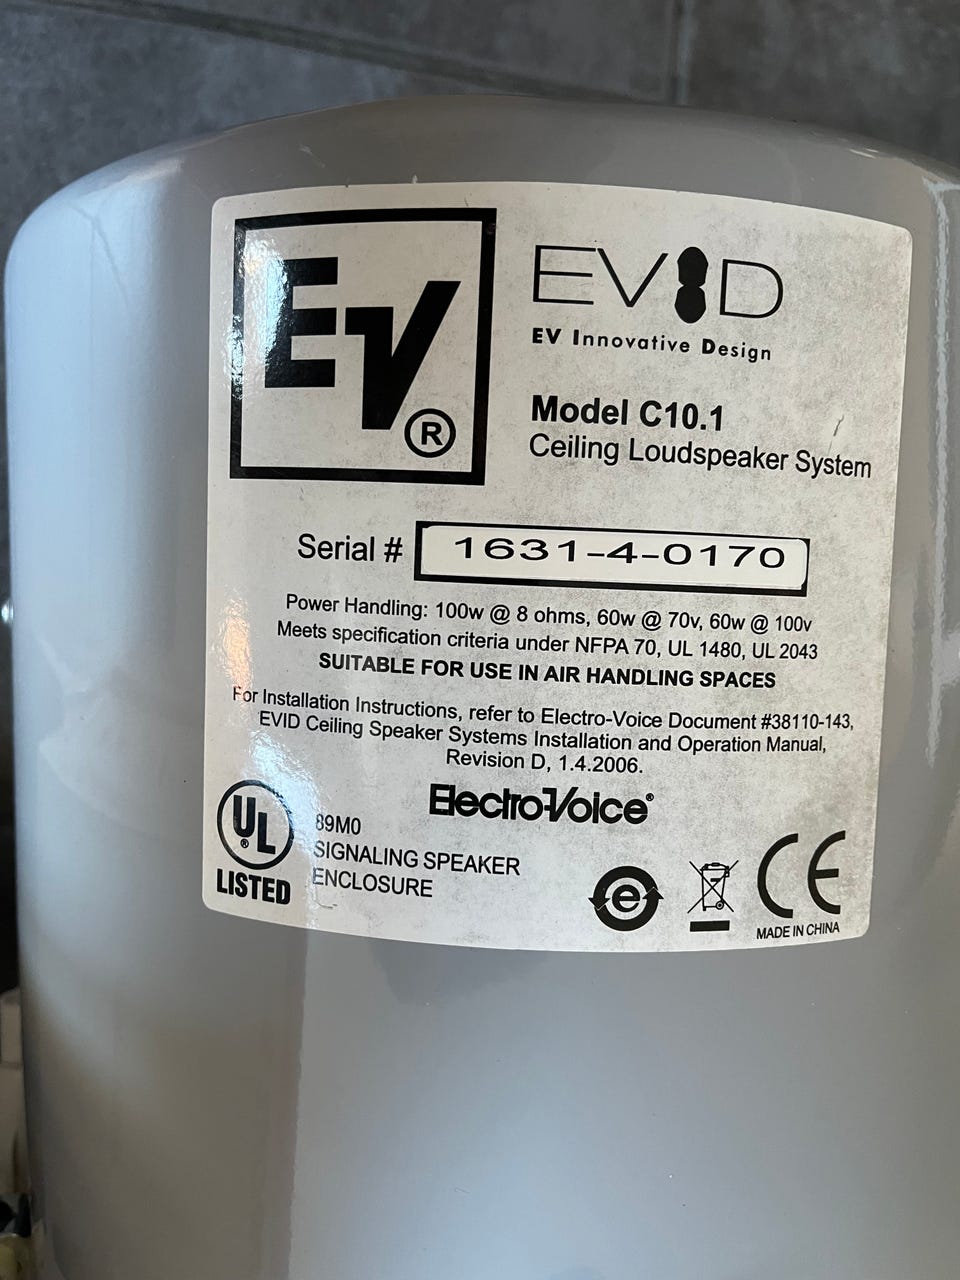 EV®
EVID
EV Innovative Design
Model C10.1
Ceiling Loudspeaker System
Serial # 1631-4-0170
Power Handling: 100w @ 8 ohms, 60w @ 70v, 60w @ 100v
Meets specification criteria under NFPA 70, UL 1480, UL 2043
SUITABLE FOR USE IN AIR HANDLING SPACES
For Installation Instructions, refer to Electro-Voice Document #38110-143,
EVID Ceiling Speaker Systems Installation and Operation Manual,
Revision D, 1.4.2006.
Electro-Voice®
UL®
LISTED
89M0
SIGNALING SPEAKER
ENCLOSURE
e
CE
MADE IN CHINA